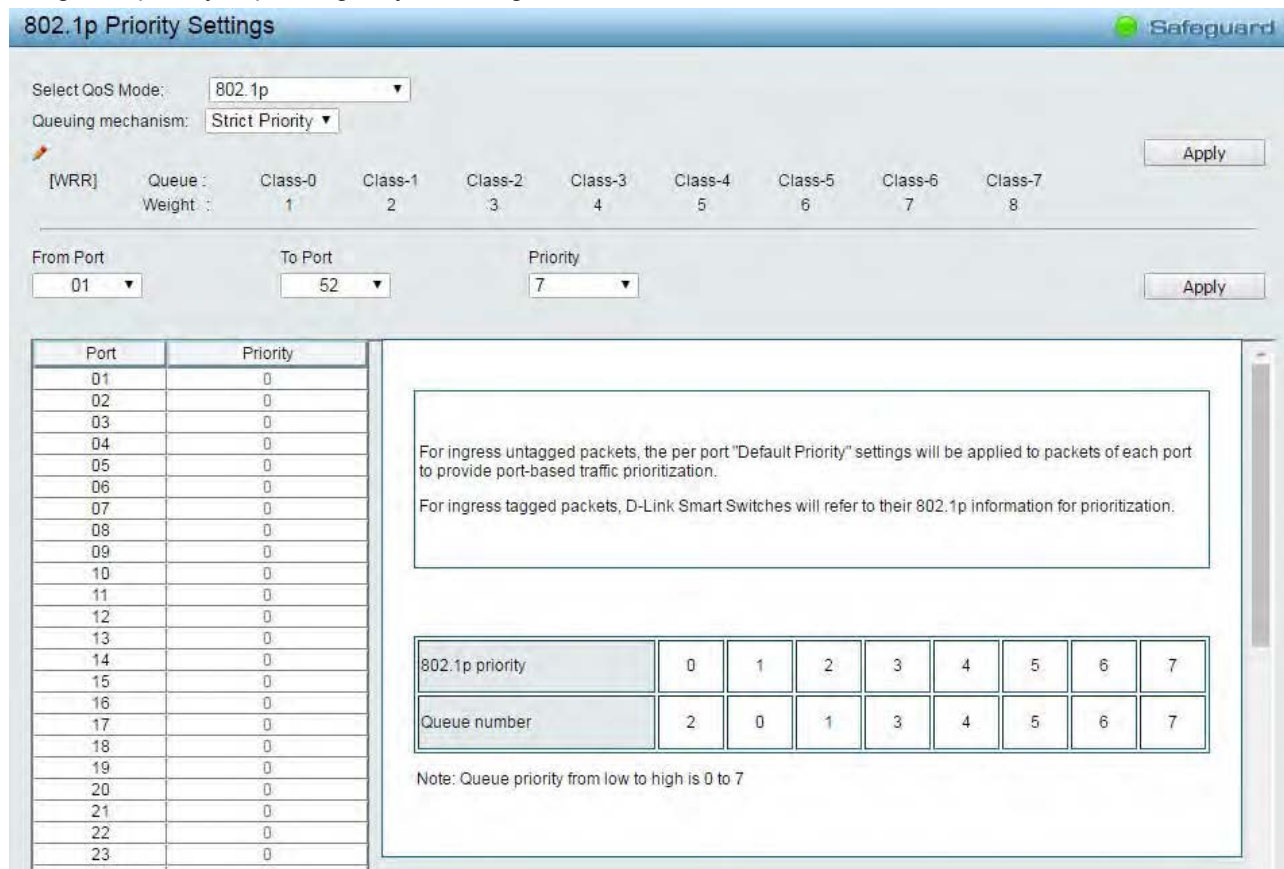 802.1p Priority Settings
Safeguard
Select QoS Mode: 802.1p ▼
Queuing mechanism: Strict Priority ▼
Apply
[WRR] Queue : Class-0 Class-1 Class-2 Class-3 Class-4 Class-5 Class-6 Class-7
Weight : 1 2 3 4 5 6 7 8
From Port To Port Priority
01 ▼ 52 ▼ 7 ▼ Apply
Port Priority
01 0
02 0
03 0
04 0
05 0
06 0
07 0
08 0
09 0
10 0
11 0
12 0
13 0
14 0
15 0
16 0
17 0
18 0
19 0
20 0
21 0
22 0
23 0
For ingress untagged packets, the per port "Default Priority" settings will be applied to packets of each port
to provide port-based traffic prioritization.
For ingress tagged packets, D-Link Smart Switches will refer to their 802.1p information for prioritization.
802.1p priority 0 1 2 3 4 5 6 7
Queue number 2 0 1 3 4 5 6 7
Note: Queue priority from low to high is 0 to 7